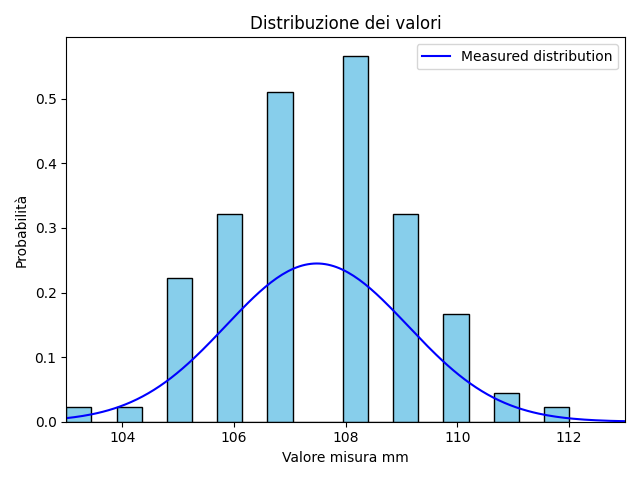 Distribuzione dei valori
Measured distribution
Probabilità
0.5
0.4
0.3
0.2
0.1
0.0
104 106 108 110 112
Valore misura mm